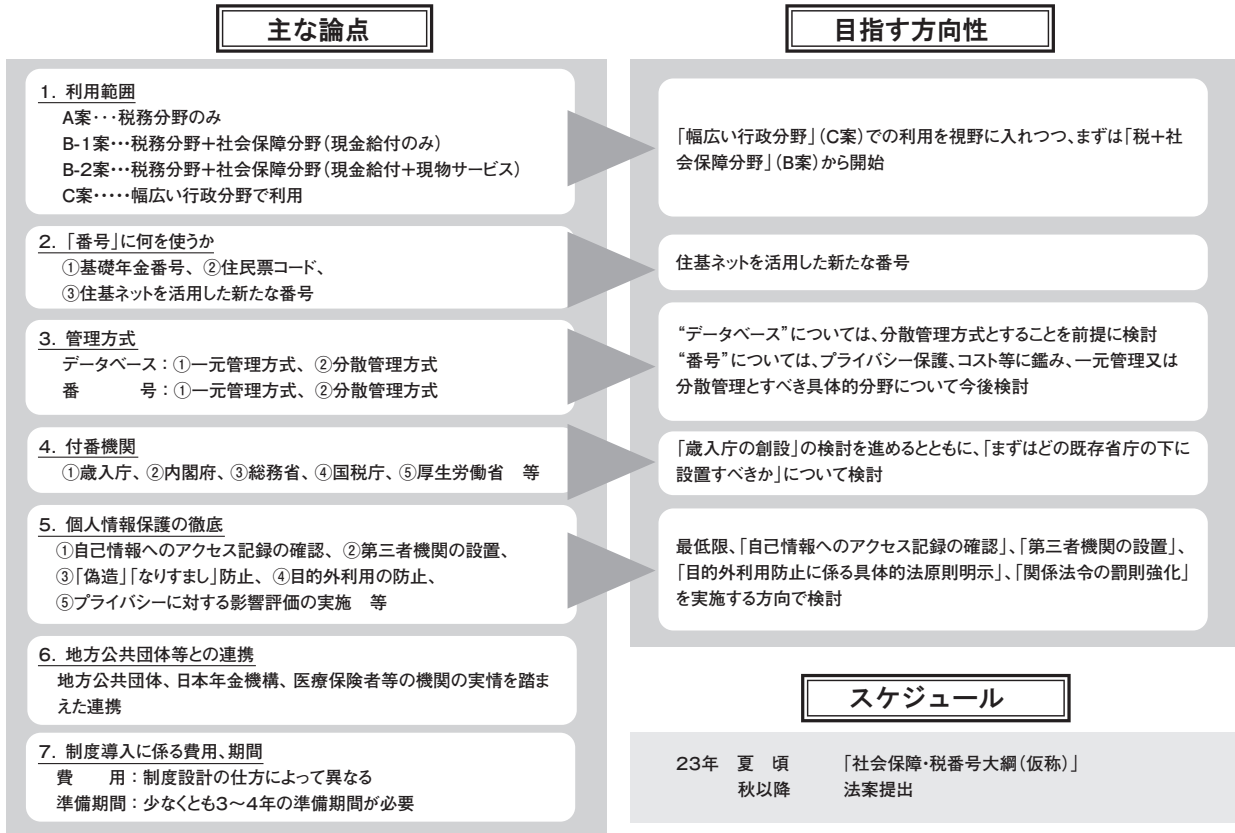 主な論点
1. 利用範囲
A案・・・税務分野のみ
B-1案・・・税務分野＋社会保障分野（現金給付のみ）
B-2案・・・税務分野＋社会保障分野（現金給付＋現物サービス）
C案・・・・・幅広い行政分野で利用
2. 「番号」に何を使うか
①基礎年金番号、②住民票コード、
③住基ネットを活用した新たな番号
3. 管理方式
データベース：①一元管理方式、②分散管理方式
番　　　号：①一元管理方式、②分散管理方式
4. 付番機関
①歳入庁、②内閣府、③総務省、④国税庁、⑤厚生労働省　等
5. 個人情報保護の徹底
①自己情報へのアクセス記録の確認、②第三者機関の設置、
③「偽造」「なりすまし」防止、④目的外利用の防止、
⑤プライバシーに対する影響評価の実施　等
6. 地方公共団体等との連携
地方公共団体、日本年金機構、医療保険者等の機関の実情を踏ま
えた連携
7. 制度導入に係る費用、期間
費　　用：制度設計の仕方によって異なる
準備期間：少なくとも3〜4年の準備期間が必要
目指す方向性
「幅広い行政分野」（C案）での利用を視野に入れつつ、まずは「税＋社
会保障分野」（B案）から開始
住基ネットを活用した新たな番号
“データベース”については、分散管理方式とすることを前提に検討
“番号”については、プライバシー保護、コスト等に鑑み、一元管理又は
分散管理とすべき具体的分野について今後検討
「歳入庁の創設」の検討を進めるとともに、「まずはどの既存省庁の下に
設置すべきか」について検討
最低限、「自己情報へのアクセス記録の確認」、「第三者機関の設置」、
「目的外利用防止に係る具体的法原則明示」、「関係法令の罰則強化」
を実施する方向で検討
スケジュール
23年　夏　頃　　「社会保障・税番号大綱（仮称）」
秋以降　　法案提出